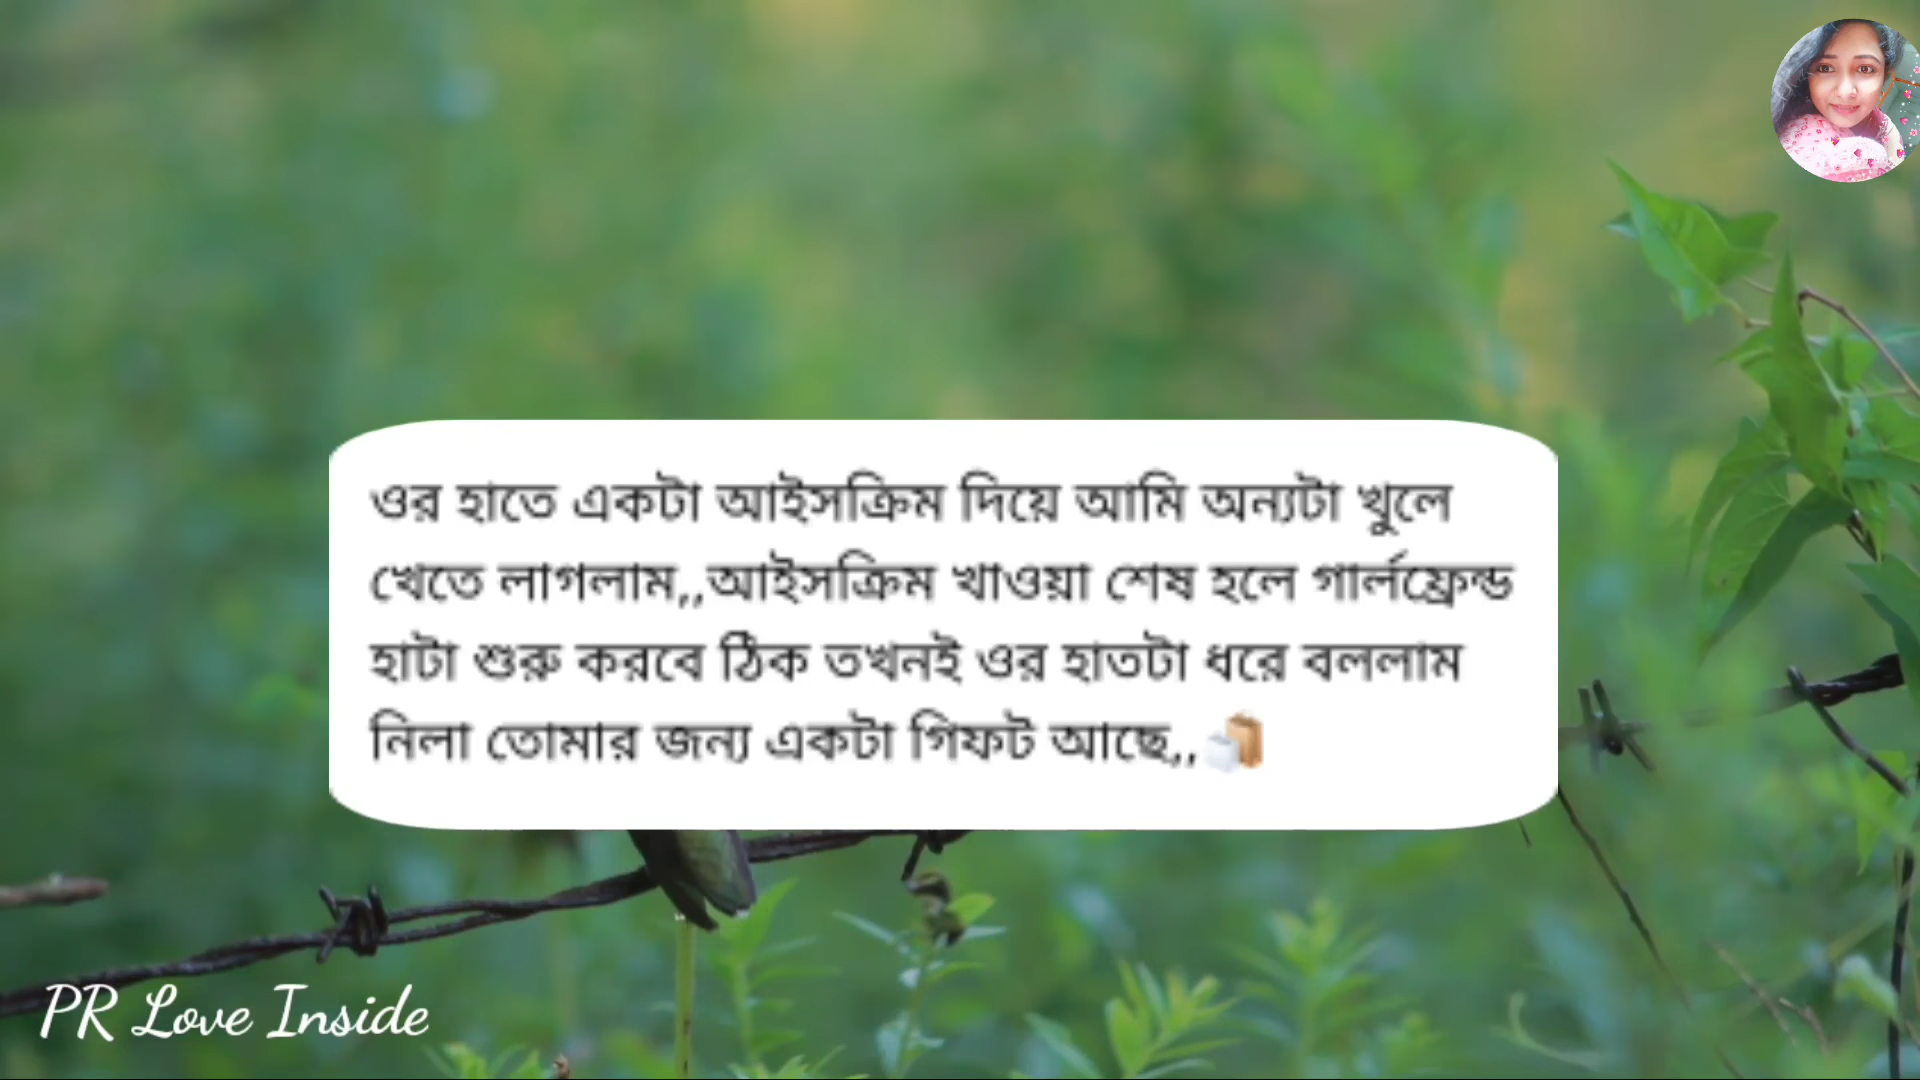 ওর হাতে একটা আইসক্রিম দিয়ে আমি অন্যটা খুলে
খেতে লাগলাম,,আইসক্রিম খাওয়া শেষ হলে গার্লফ্রেন্ড
হাটা শুরু করবে ঠিক তখনই ওর হাতটা ধরে বললাম
নিলা তোমার জন্য একটা গিফট আছে,,🛍️
PR Love Inside